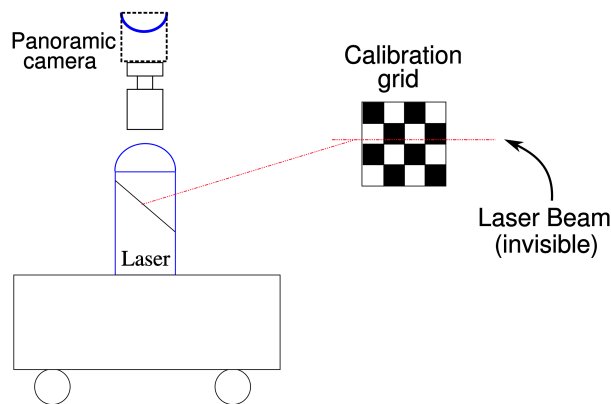 Panoramic
camera
Calibration
grid
Laser Beam
(invisible)
Laser